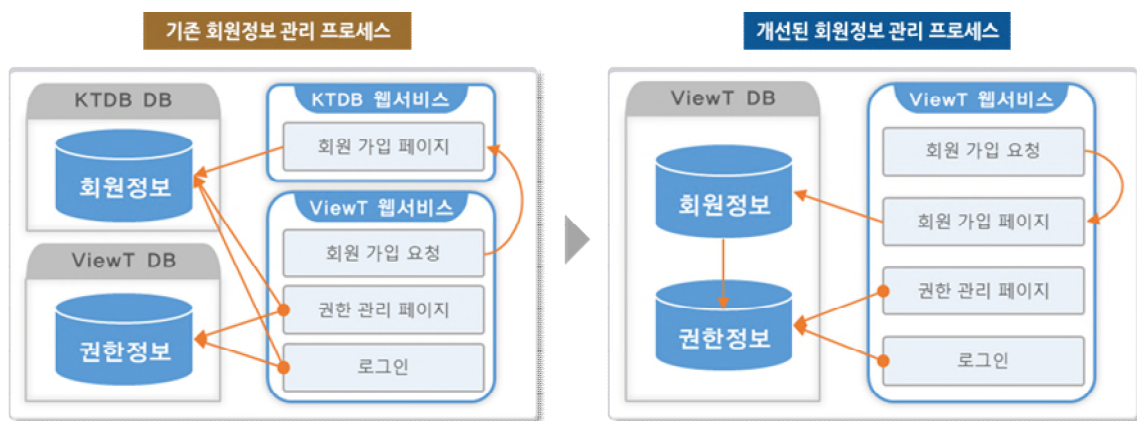 기존 회원정보 관리 프로세스
KTDB DB
회원정보
ViewT DB
권한정보
KTDB 웹서비스
회원 가입 페이지
ViewT 웹서비스
회원 가입 요청
권한 관리 페이지
로그인
개선된 회원정보 관리 프로세스
ViewT DB
회원정보
권한정보
ViewT 웹서비스
회원 가입 요청
회원 가입 페이지
권한 관리 페이지
로그인